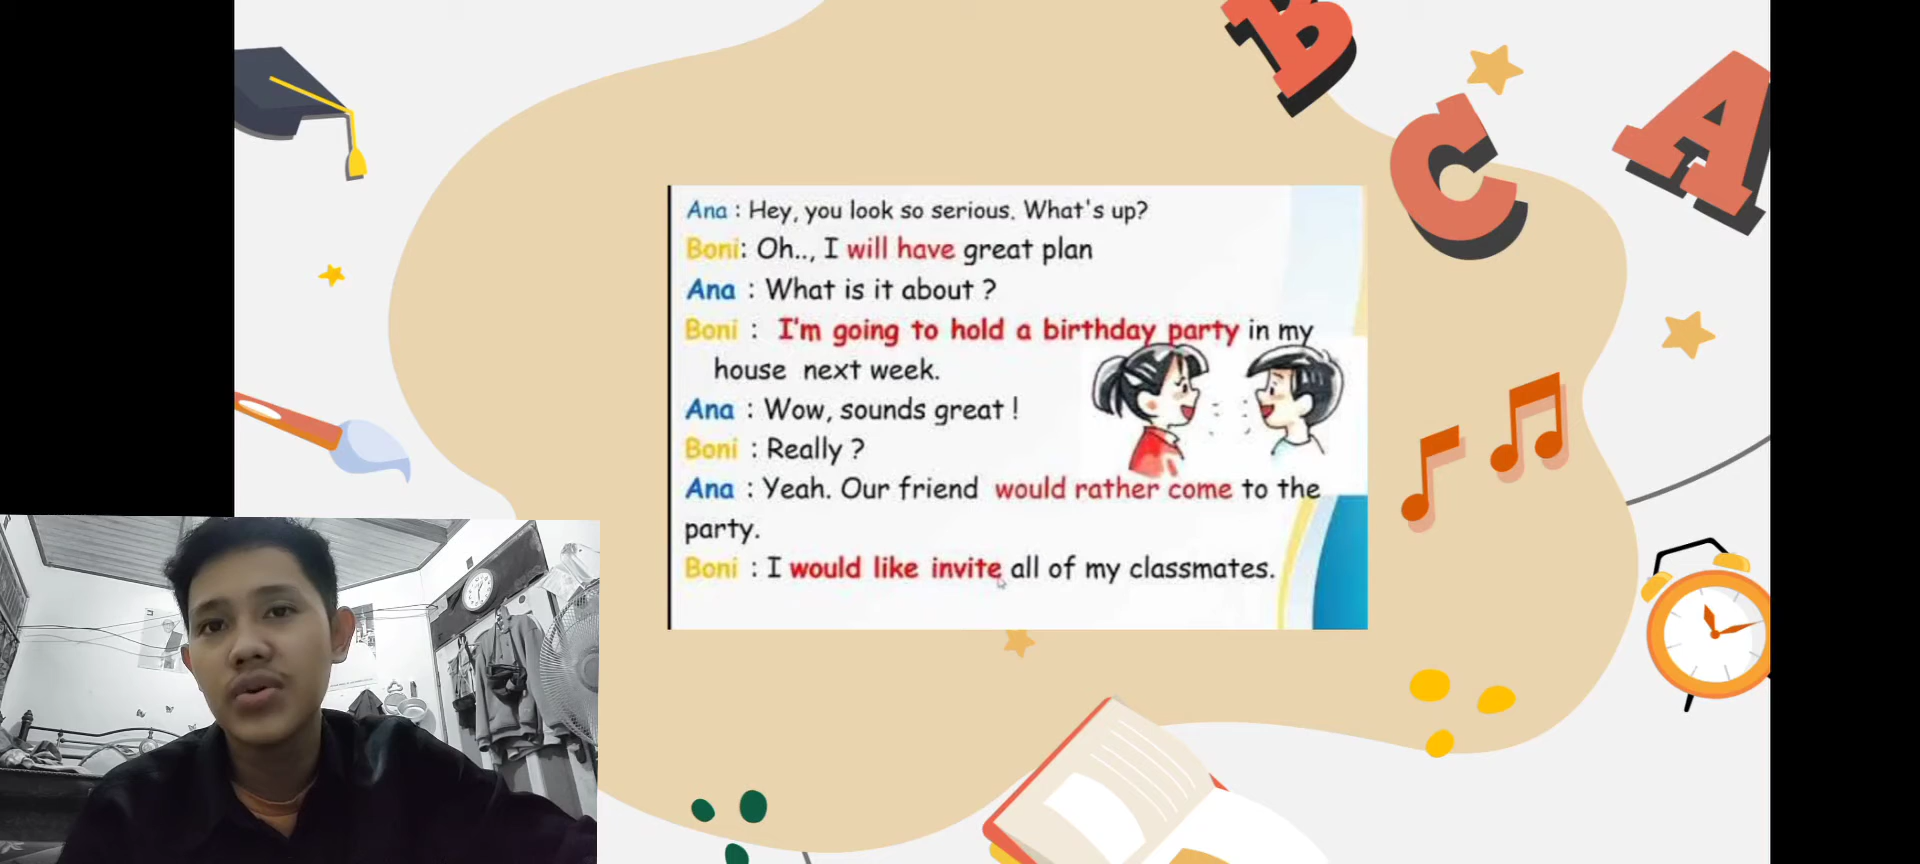 B
C
A
Ana : Hey, you look so serious. What's up?
Boni: Oh.., I will have great plan
Ana : What is it about ?
Boni : I'm going to hold a birthday party in my
house next week.
Ana : Wow, sounds great !
Boni : Really ?
Ana : Yeah. Our friend would rather come to the
party.
Boni : I would like invite all of my classmates.